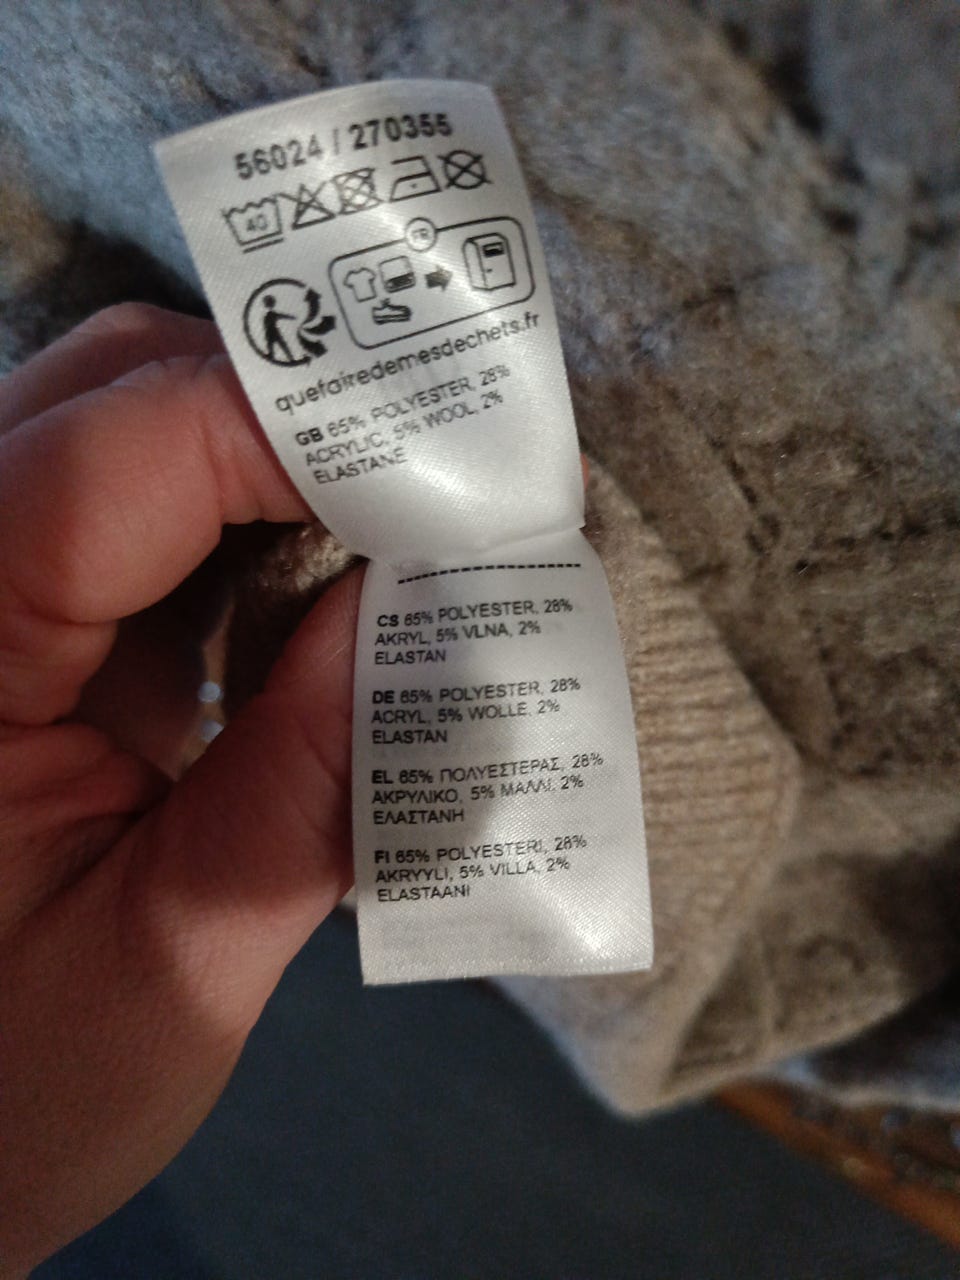 56024 / 270355
40
FR
quefairedemesdechets.fr
GB 65% POLYESTER, 28%
ACRYLIC, 5% WOOL, 2%
ELASTANE
CS 65% POLYESTER, 28%
AKRYL, 5% VLNA, 2%
ELASTAN
DE 65% POLYESTER, 28%
ACRYL, 5% WOLLE, 2%
ELASTAN
EL 65% ΠΟΛΥΕΣΤΕΡΑΣ, 28%
ΑΚΡΥΛΙΚΟ, 5% ΜΑΛΛΙ, 2%
ΕΛΑΣΤΑΝΗ
FI 65% POLYESTERI, 28%
AKRYYLI, 5% VILLA, 2%
ELASTAANI